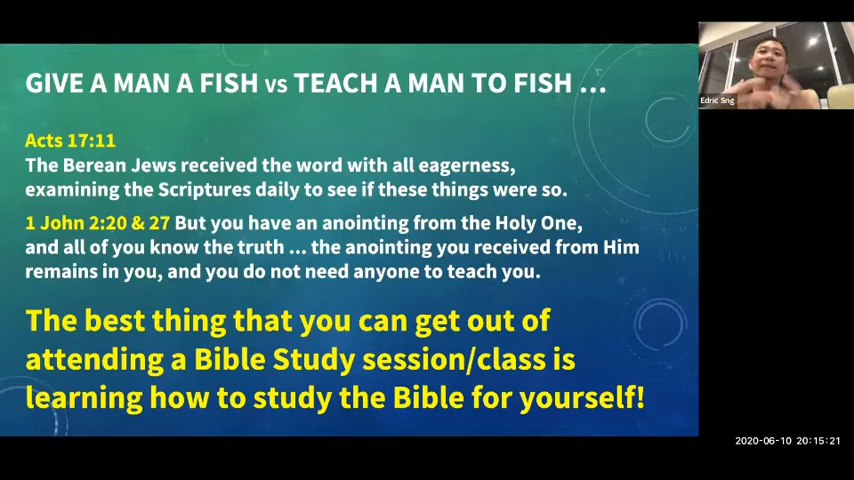 GIVE A MAN A FISH vs TEACH A MAN TO FISH ...
Acts 17:11
The Berean Jews received the word with all eagerness,
examining the Scriptures daily to see if these things were so.
1 John 2:20 & 27 But you have an anointing from the Holy One,
and all of you know the truth ... the anointing you received from Him
remains in you, and you do not need anyone to teach you.
The best thing that you can get out of
attending a Bible Study session/class is
learning how to study the Bible for yourself!
Edric Sng
2020-06-10 20:15:21